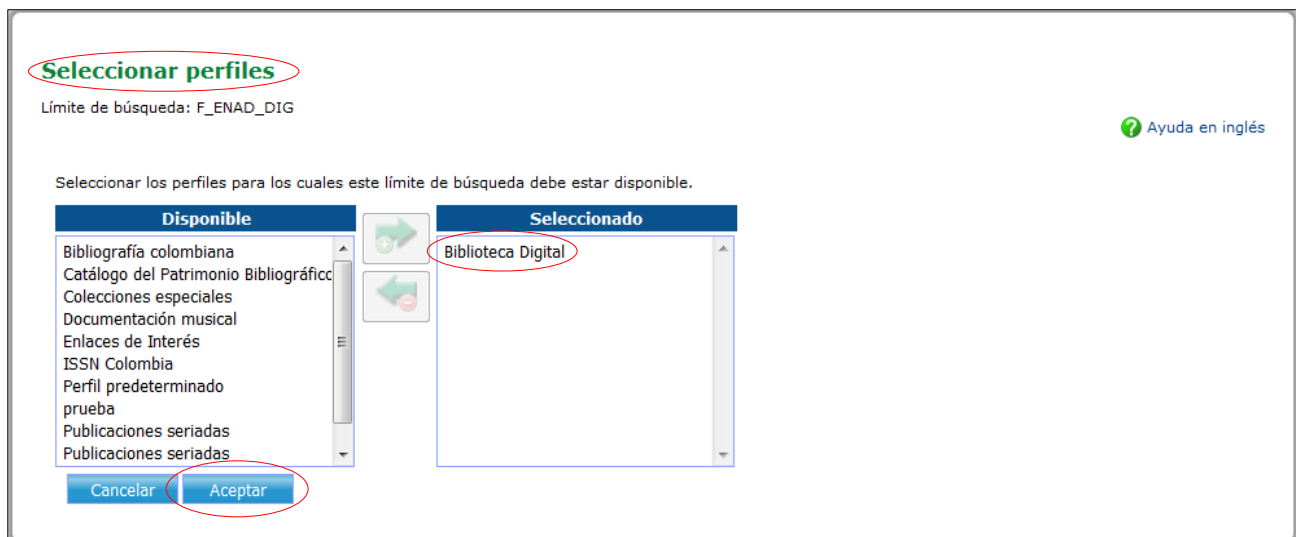 Seleccionar perfiles
Límite de búsqueda: F_ENAD_DIG
Ayuda en inglés
Seleccionar los perfiles para los cuales este límite de búsqueda debe estar disponible.
Disponible
Bibliografía colombiana
Catálogo del Patrimonio Bibliográficc
Colecciones especiales
Documentación musical
Enlaces de Interés
ISSN Colombia
Perfil predeterminado
prueba
Publicaciones seriadas
Publicaciones seriadas
Seleccionado
Biblioteca Digital
Cancelar Aceptar